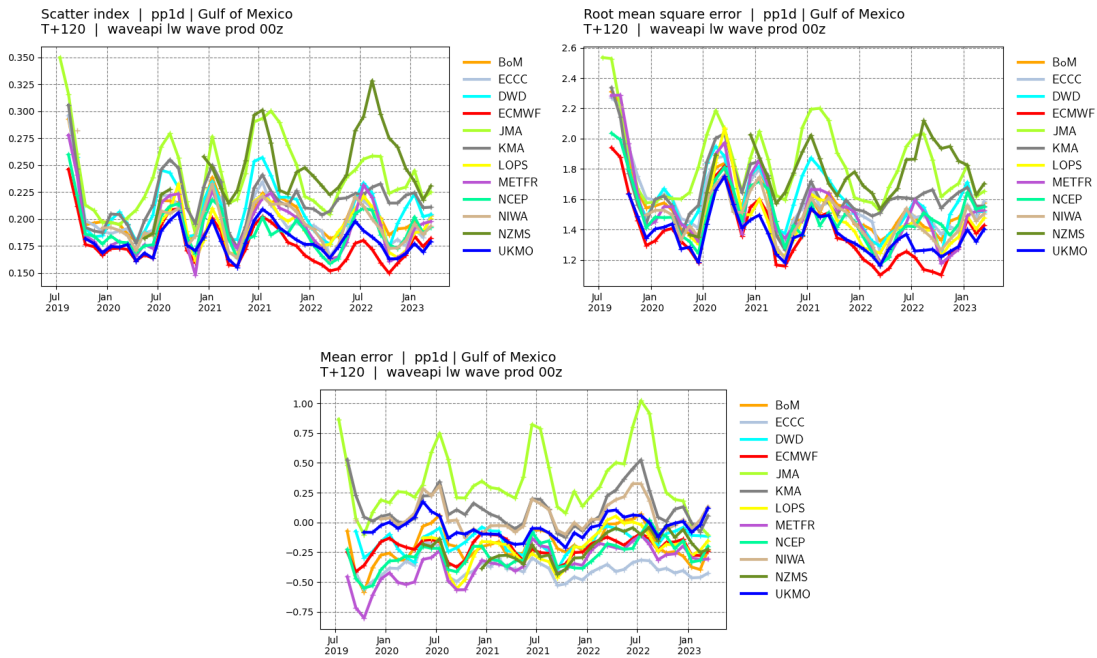 Scatter index | pp1d | Gulf of Mexico
T+120 | waveapi lw wave prod 00z
0.350
0.325
0.300
0.275
0.250
0.225
0.200
0.175
0.150
Jul 2019
Jan 2020
Jul 2020
Jan 2021
Jul 2021
Jan 2022
Jul 2022
Jan 2023
BoM
ECCC
DWD
ECMWF
JMA
KMA
LOPS
METFR
NCEP
NIWA
NZMS
UKMO
Root mean square error | pp1d | Gulf of Mexico
T+120 | waveapi lw wave prod 00z
2.6
2.4
2.2
2.0
1.8
1.6
1.4
1.2
Jul 2019
Jan 2020
Jul 2020
Jan 2021
Jul 2021
Jan 2022
Jul 2022
Jan 2023
BoM
ECCC
DWD
ECMWF
JMA
KMA
LOPS
METFR
NCEP
NIWA
NZMS
UKMO
Mean error | pp1d | Gulf of Mexico
T+120 | waveapi lw wave prod 00z
1.00
0.75
0.50
0.25
0.00
−0.25
−0.50
−0.75
Jul 2019
Jan 2020
Jul 2020
Jan 2021
Jul 2021
Jan 2022
Jul 2022
Jan 2023
BoM
ECCC
DWD
ECMWF
JMA
KMA
LOPS
METFR
NCEP
NIWA
NZMS
UKMO